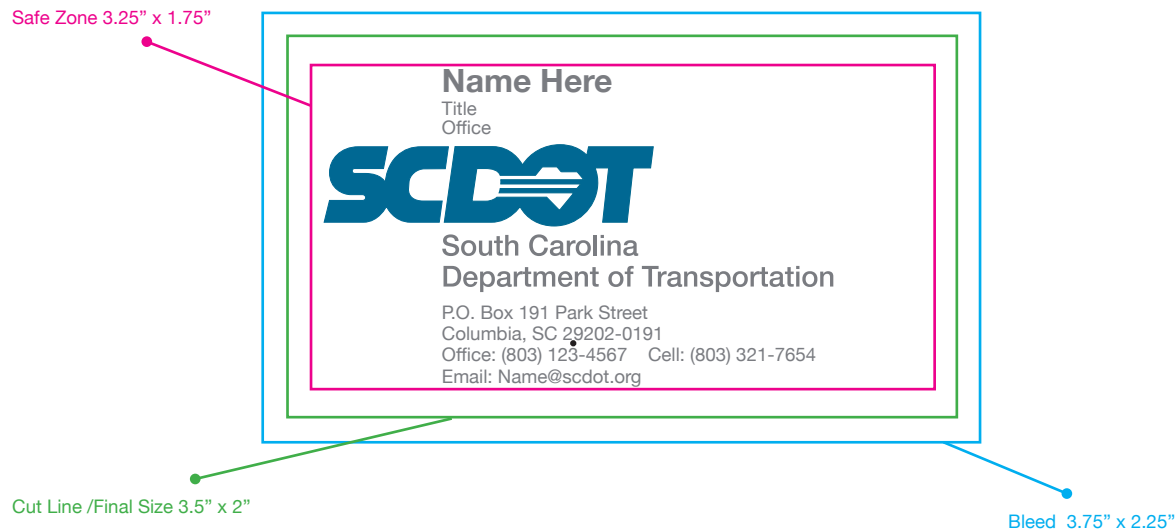 Safe Zone 3.25” x 1.75”
Name Here
Title
Office
SCDOT
South Carolina
Department of Transportation
P.O. Box 191 Park Street
Columbia, SC 29202-0191
Office: (803) 123-4567 Cell: (803) 321-7654
Email: Name@scdot.org
Cut Line /Final Size 3.5” x 2”
Bleed 3.75” x 2.25”